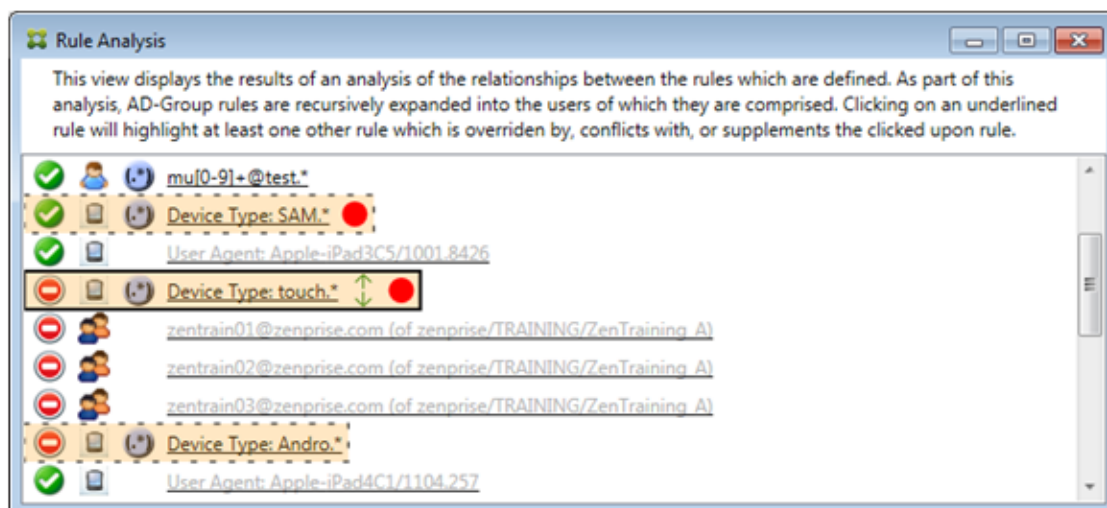 Rule Analysis
This view displays the results of an analysis of the relationships between the rules which are defined. As part of this
analysis, AD-Group rules are recursively expanded into the users of which they are comprised. Clicking on an underlined
rule will highlight at least one other rule which is overriden by, conflicts with, or supplements the clicked upon rule.
(.*) mu[0-9]+@test.*
(.*) Device Type: SAM.*
User Agent: Apple-iPad3C5/1001.8426
(.*) Device Type: touch.*
zentrain01@zenprise.com (of zenprise/TRAINING/ZenTraining_A)
zentrain02@zenprise.com (of zenprise/TRAINING/ZenTraining_A)
zentrain03@zenprise.com (of zenprise/TRAINING/ZenTraining_A)
(.*) Device Type: Andro.*
User Agent: Apple-iPad4C1/1104.257